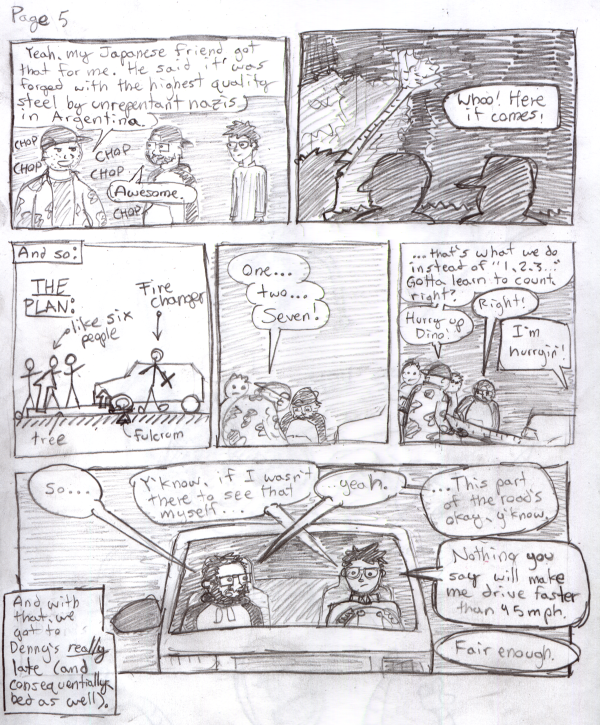 Page 5
Yeah, my Japanese friend got
that for me. He said it was
forged with the highest quality
steel by unrepentant nazis
in Argentina.
CHOP
CHOP
CHOP
CHOP
CHOP
Awesome.
CHOP
Whoo! Here
it comes!
And so:
THE
PLAN:
like six
people
Tire
changer
tree
fulcrum
One...
two...
Seven!
...that's what we do
instead of "1, 2, 3..."
Gotta learn to count,
right?
Right!
Hurry up
Dino!
I'm
hurryin'!
So...
Y'know, if I wasn't
there to see that
myself...
...yeah.
...This part
of the road's
okay, y'know.
Nothing you
say will make
me drive faster
than 45 mph.
Fair enough.
And with
that, we
got to
Denny's really
late (and
consequentially,
bed as well).